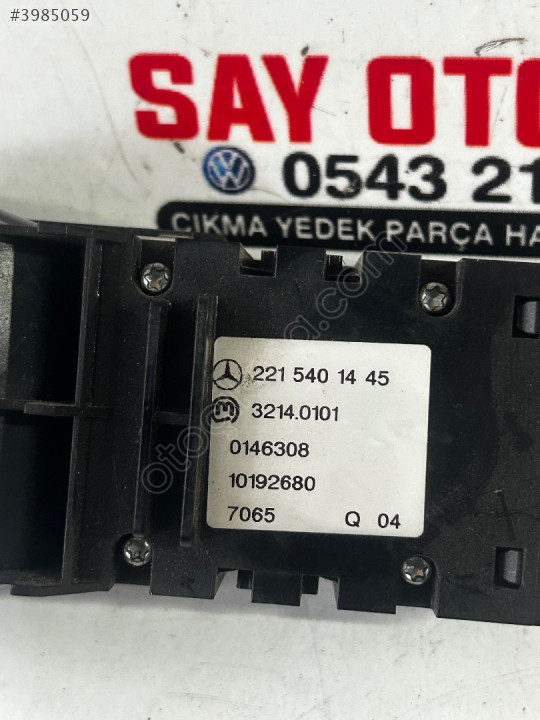 #3985059
SAY OTO
0543 21
ÇIKMA YEDEK PARÇA HA
221 540 14 45
3214.0101
0146308
10192680
7065 Q 04